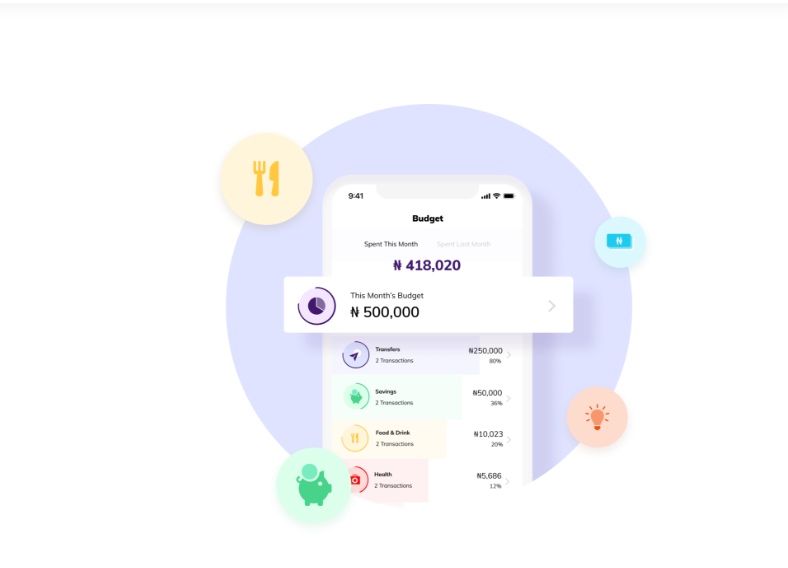 9:41
Budget
Spent This Month Spent Last Month
₦ 418,020
This Month's Budget
₦ 500,000
Transfers ₦250,000
2 Transactions 80%
Savings ₦50,000
2 Transactions 36%
Food & Drink ₦10,023
2 Transactions 20%
Health ₦5,686
2 Transactions 12%
₦